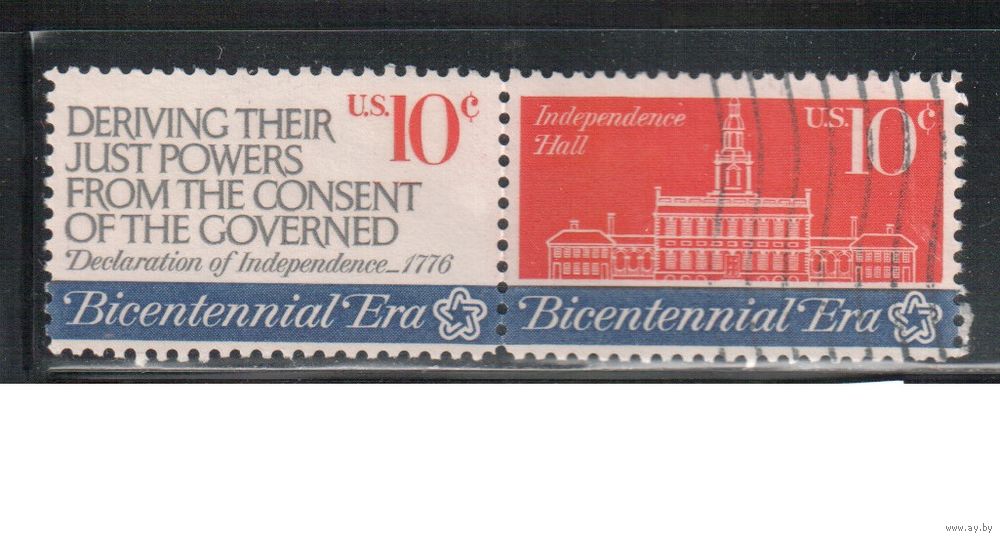 DERIVING THEIR
JUST POWERS
FROM THE CONSENT
OF THE GOVERNED
Declaration of Independence_1776
U.S. 10¢
Bicentennial Era
Independence
Hall
U.S. 10¢
Bicentennial Era
www.ay.by